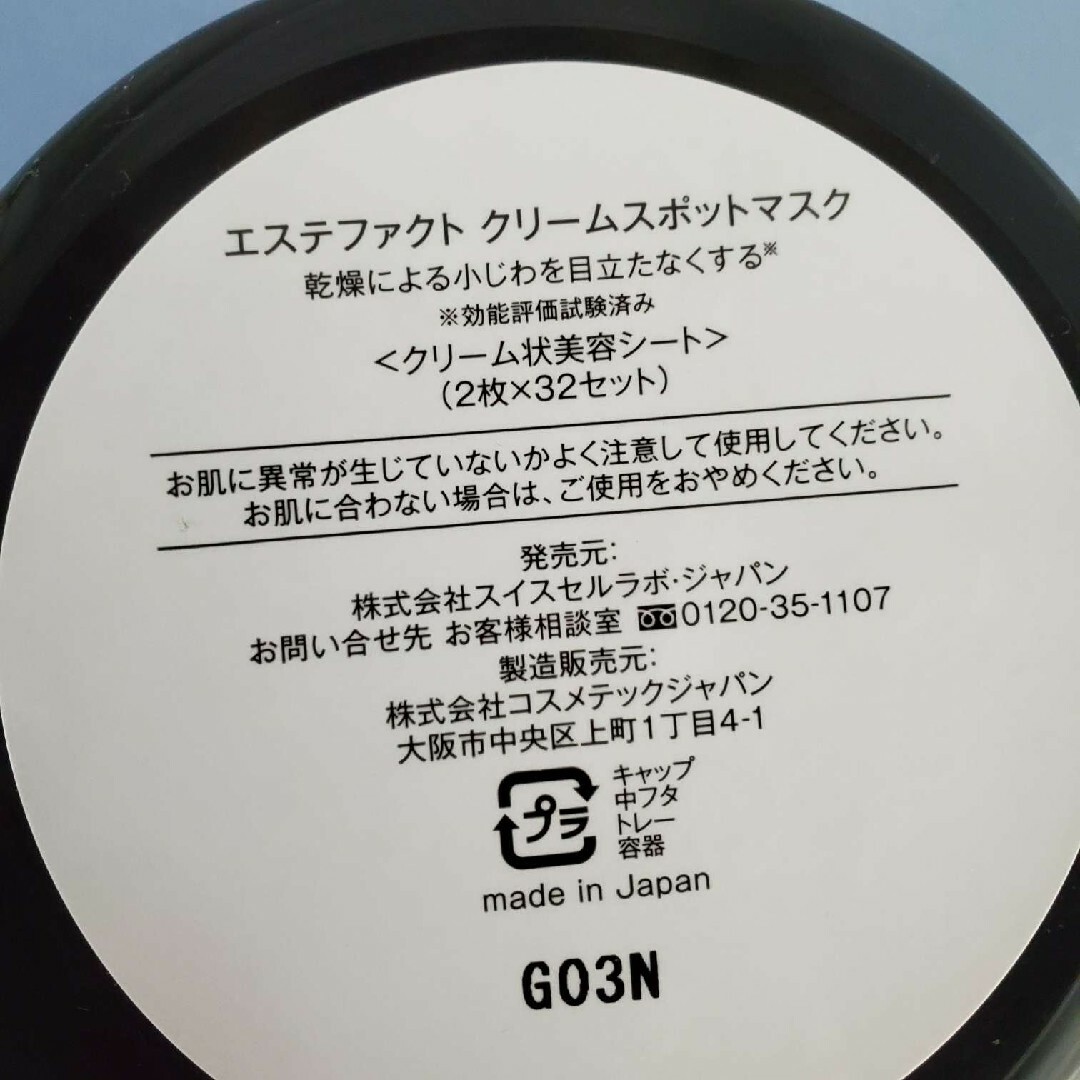 エステファクト クリームスポットマスク
乾燥による小じわを目立たなくする※
※効能評価試験済み
<クリーム状美容シート>
(2枚×32セット)
お肌に異常が生じていないかよく注意して使用してください。
お肌に合わない場合は、ご使用をおやめください。
発売元:
株式会社スイスセルラボ・ジャパン
お問い合せ先 お客様相談室 0120-35-1107
製造販売元:
株式会社コスメテックジャパン
大阪市中央区上町1丁目4-1
プラ
キャップ
中フタ
トレー
容器
made in Japan
G03N